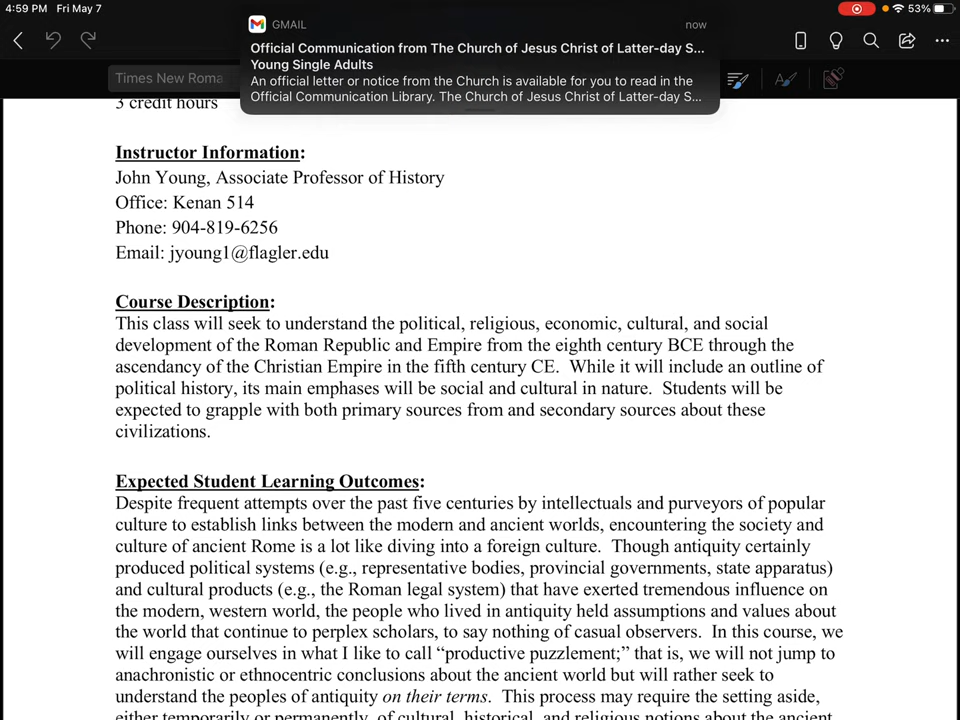 4:59 PM Fri May 7
53%
GMAIL
now
Official Communication from The Church of Jesus Christ of Latter-day S...
Young Single Adults
An official letter or notice from the Church is available for you to read in the
Official Communication Library. The Church of Jesus Christ of Latter-day S...
Times New Roma
3 credit hours
Instructor Information:
John Young, Associate Professor of History
Office: Kenan 514
Phone: 904-819-6256
Email: jyoung1@flagler.edu
Course Description:
This class will seek to understand the political, religious, economic, cultural, and social
development of the Roman Republic and Empire from the eighth century BCE through the
ascendancy of the Christian Empire in the fifth century CE.  While it will include an outline of
political history, its main emphases will be social and cultural in nature.  Students will be
expected to grapple with both primary sources from and secondary sources about these
civilizations.
Expected Student Learning Outcomes:
Despite frequent attempts over the past five centuries by intellectuals and purveyors of popular
culture to establish links between the modern and ancient worlds, encountering the society and
culture of ancient Rome is a lot like diving into a foreign culture.  Though antiquity certainly
produced political systems (e.g., representative bodies, provincial governments, state apparatus)
and cultural products (e.g., the Roman legal system) that have exerted tremendous influence on
the modern, western world, the people who lived in antiquity held assumptions and values about
the world that continue to perplex scholars, to say nothing of casual observers.  In this course, we
will engage ourselves in what I like to call “productive puzzlement;” that is, we will not jump to
anachronistic or ethnocentric conclusions about the ancient world but will rather seek to
understand the peoples of antiquity on their terms.  This process may require the setting aside,
either temporarily or permanently, of cultural, historical, and religious notions about the ancient